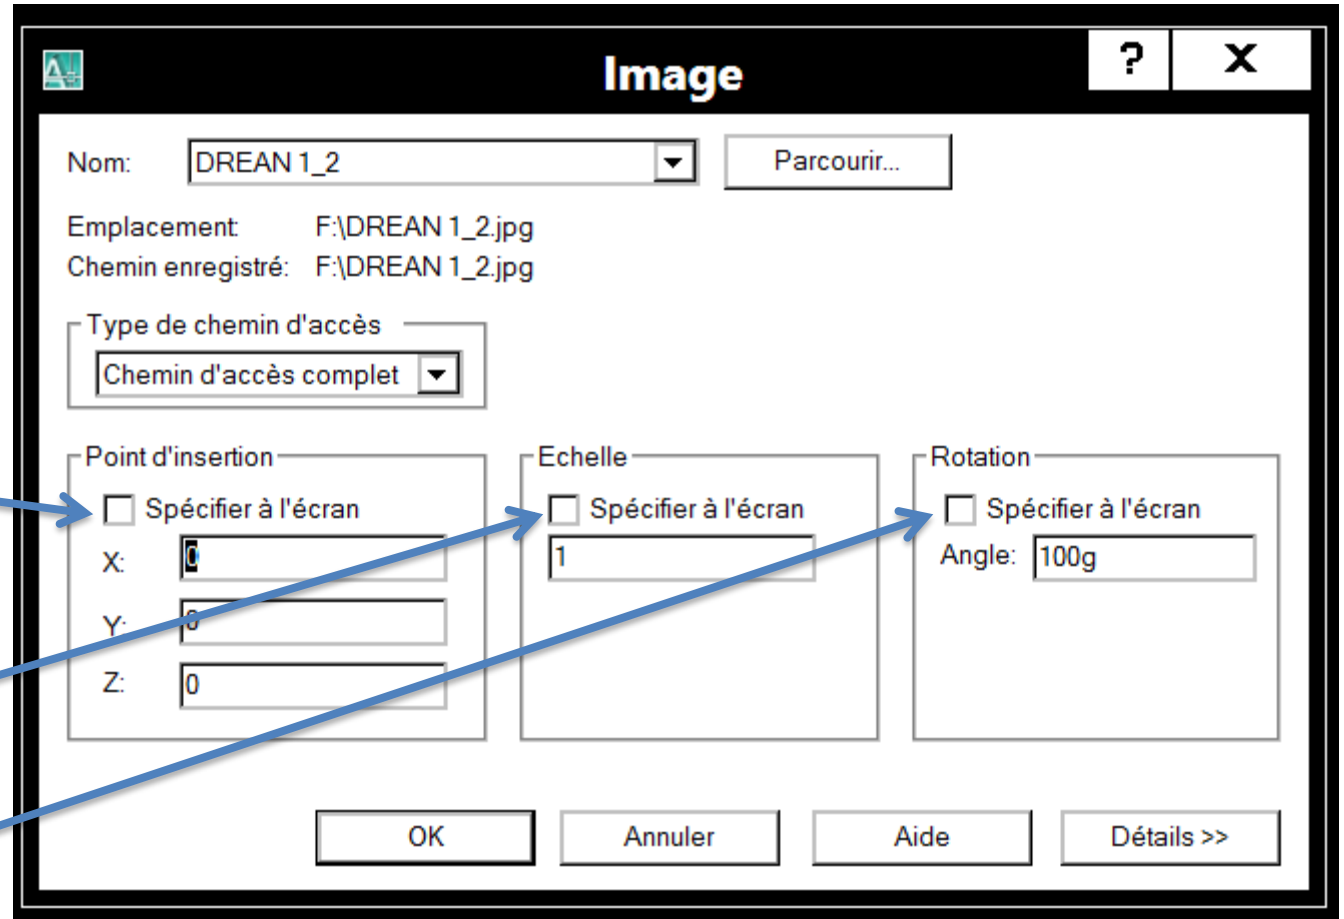 Image
? X
Nom: DREAN 1_2 Parcourir...
Emplacement: F:\DREAN 1_2.jpg
Chemin enregistré: F:\DREAN 1_2.jpg
Type de chemin d'accès
Chemin d'accès complet
Point d'insertion
Spécifier à l'écran
X: 0
Y: 0
Z: 0
Echelle
Spécifier à l'écran
1
Rotation
Spécifier à l'écran
Angle: 100g
OK Annuler Aide Détails >>